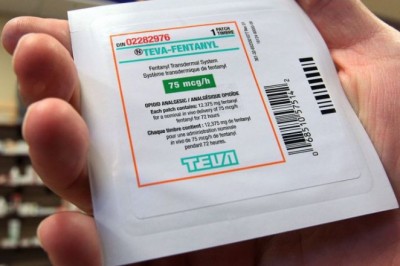 DIN 02282976
1 PATCH
TIMBRE
TEVA-FENTANYL
Fentanyl Transdermal System
Système transdermique de fentanyl
75 mcg/h
OPIOID ANALGESIC / ANALGÉSIQUE OPIOÏDE
Each patch contains: 12.375 mg fentanyl
for a nominal in vivo delivery of 75 mcg/h
fentanyl for 72 hours.
Chaque timbre contient : 12,375 mg de fentanyl
pour une administration nominale
in vivo de 75 mcg/h de fentanyl
pendant 72 heures.
TEVA